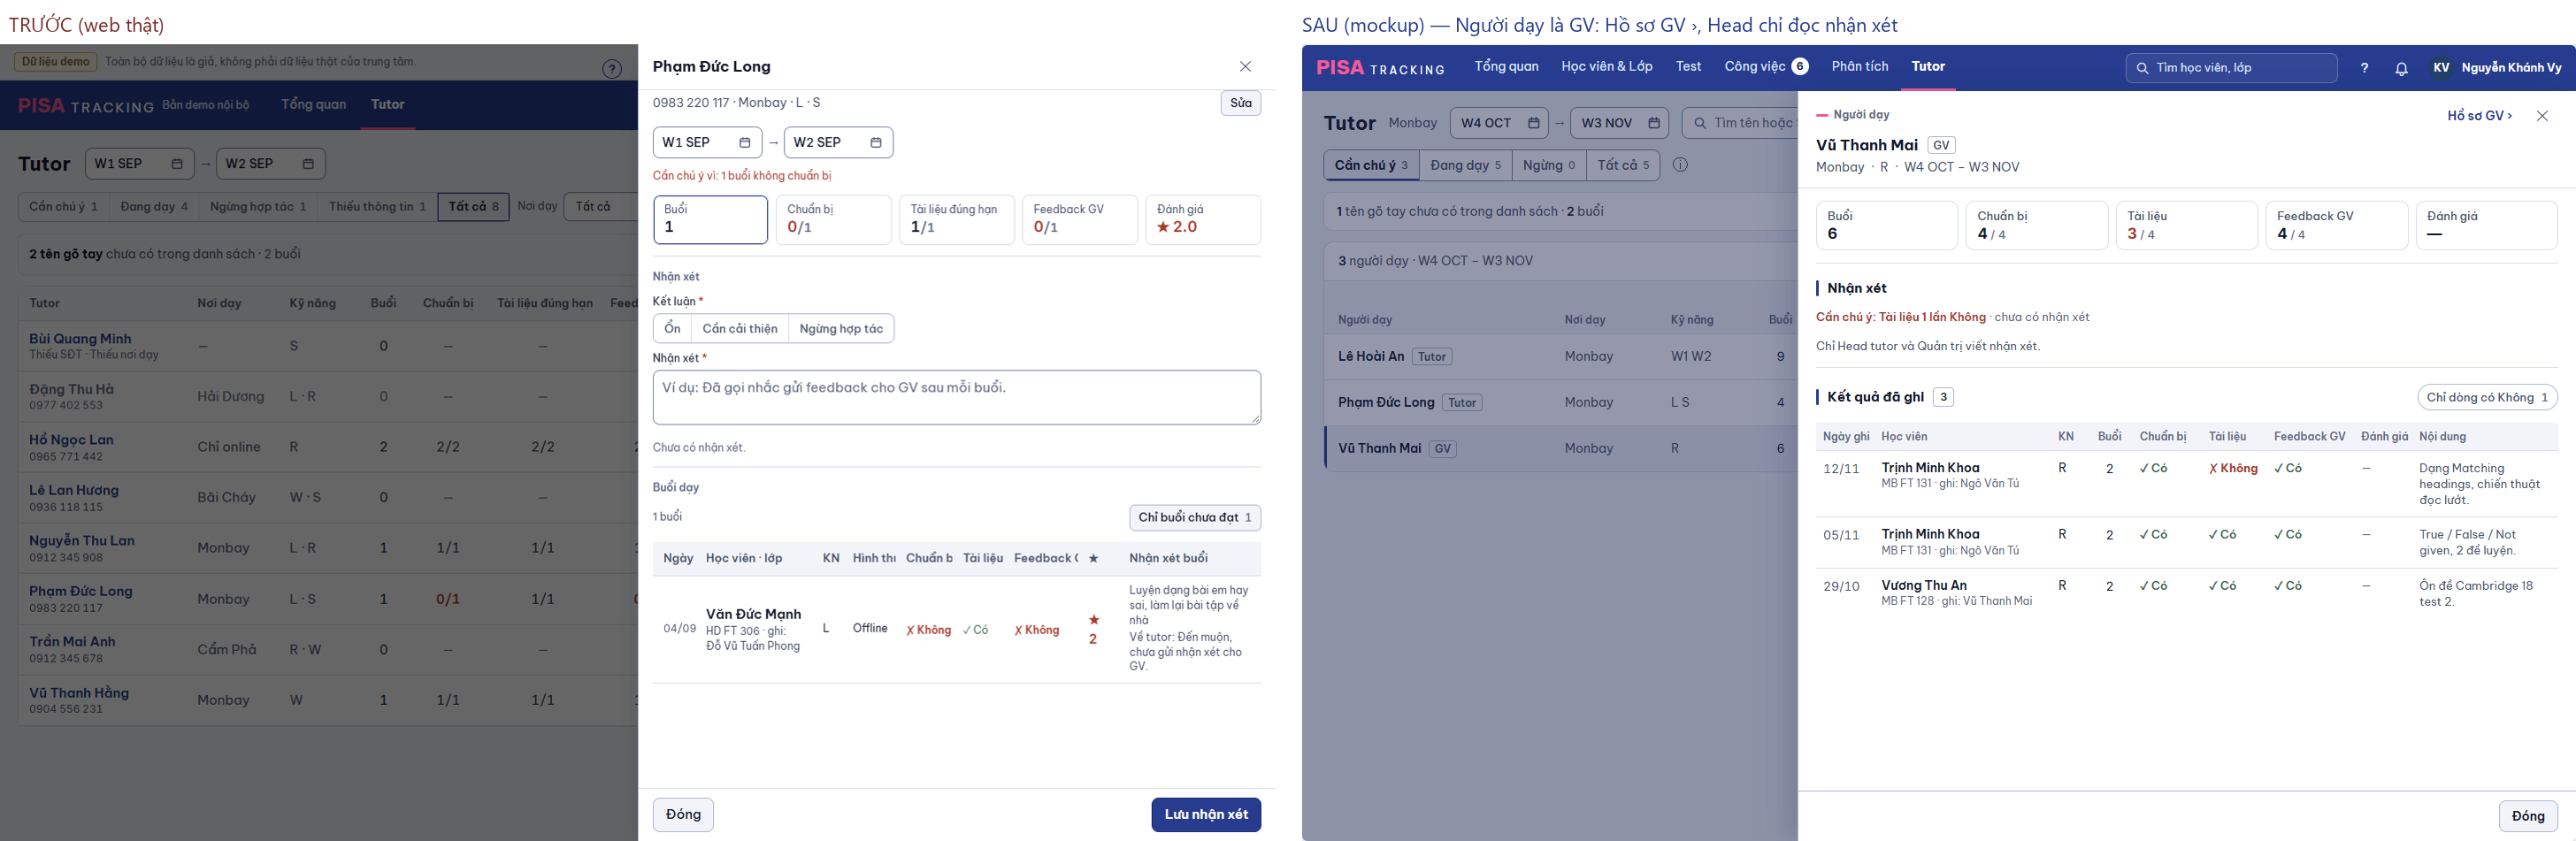 TRƯỚC (web thật)
Dữ liệu demo Toàn bộ dữ liệu là giả, không phải dữ liệu thật của trung tâm. ?
PISA TRACKING Bản demo nội bộ Tổng quan Tutor
Tutor W1 SEP → W2 SEP
Cần chú ý 1 Đang dạy 4 Ngừng hợp tác 1 Thiếu thông tin 1 Tất cả 8 Nơi dạy Tất cả
2 tên gõ tay chưa có trong danh sách · 2 buổi
Tutor Nơi dạy Kỹ năng Buổi Chuẩn bị Tài liệu đúng hạn
Bùi Quang Minh — S 0 — —
Thiếu SĐT · Thiếu nơi dạy
Đặng Thu Hà Hải Dương L · R 0 — —
0977 402 553
Hồ Ngọc Lan Chỉ online R 2 2/2 2/2
0965 771 442
Lê Lan Hương Bãi Cháy W · S 0 — —
0936 118 115
Nguyễn Thu Lan Monbay L · R 1 1/1 1/1
0912 345 908
Phạm Đức Long Monbay L · S 1 0/1 1/1
0983 220 117
Trần Mai Anh Cẩm Phả R · W 0 — —
0912 345 678
Vũ Thanh Hằng Monbay W 1 1/1 1/1
0904 556 231
Phạm Đức Long
0983 220 117 · Monbay · L · S Sửa
W1 SEP → W2 SEP
Cần chú ý vì: 1 buổi không chuẩn bị
Buổi Chuẩn bị Tài liệu đúng hạn Feedback GV Đánh giá
1 0/1 1/1 0/1 ★ 2.0
Nhận xét
Kết luận *
Ổn Cần cải thiện Ngừng hợp tác
Nhận xét *
Ví dụ: Đã gọi nhắc gửi feedback cho GV sau mỗi buổi.
Chưa có nhận xét.
Buổi dạy
1 buổi Chỉ buổi chưa đạt 1
Ngày Học viên · lớp KN Hình Chuẩn Tài liệu Feedback ★ Nhận xét buổi
04/09 Văn Đức Mạnh L Offline ✗ Không ✓ Có ✗ Không ★ 2
HD FT 306 · ghi:
Đỗ Vũ Tuấn Phong
Luyện dạng bài em hay
sai, làm lại bài tập về
nhà
Về tutor: Đến muộn,
chưa gửi nhận xét cho
GV.
Đóng Lưu nhận xét
SAU (mockup) — Người dạy là GV: Hồ sơ GV ›, Head chỉ đọc nhận xét
PISA TRACKING Tổng quan Học viên & Lớp Test Công việc 6 Phân tích Tutor Tìm học viên, lớp ? KV Nguyễn Khánh Vy
Tutor Monbay W4 OCT → W3 NOV Tìm tên hoặc
Cần chú ý 3 Đang dạy 5 Ngừng 0 Tất cả 5
1 tên gõ tay chưa có trong danh sách · 2 buổi
3 người dạy · W4 OCT – W3 NOV
Người dạy Nơi dạy Kỹ năng Buổi
Lê Hoài An Tutor Monbay W1 W2 9
Phạm Đức Long Tutor Monbay L S 4
Vũ Thanh Mai GV Monbay R 6
Người dạy Hồ sơ GV ›
Vũ Thanh Mai GV
Monbay · R · W4 OCT – W3 NOV
Buổi Chuẩn bị Tài liệu Feedback GV Đánh giá
6 4 / 4 3 / 4 4 / 4 —
Nhận xét
Cần chú ý: Tài liệu 1 lần Không · chưa có nhận xét
Chỉ Head tutor và Quản trị viết nhận xét.
Kết quả đã ghi 3 Chỉ dòng có Không 1
Ngày ghi Học viên KN Buổi Chuẩn bị Tài liệu Feedback GV Đánh giá Nội dung
12/11 Trịnh Minh Khoa R 2 ✓ Có ✗ Không ✓ Có — Dạng Matching
MB FT 131 · ghi: Ngô Văn Tú headings, chiến thuật
đọc lướt.
05/11 Trịnh Minh Khoa R 2 ✓ Có ✓ Có ✓ Có — True / False / Not
MB FT 131 · ghi: Ngô Văn Tú given, 2 đề luyện.
29/10 Vương Thu An R 2 ✓ Có ✓ Có ✓ Có — Ôn đề Cambridge 18
MB FT 128 · ghi: Vũ Thanh Mai test 2.
Đóng